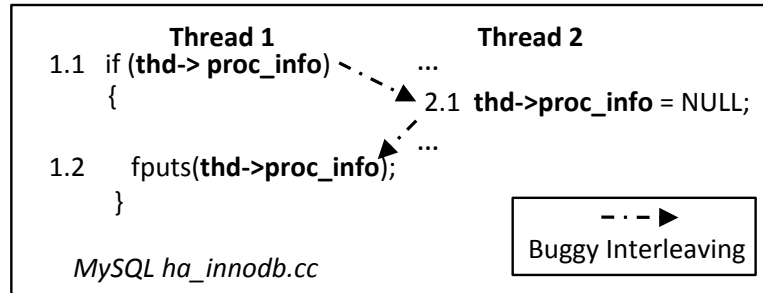 Thread 1 Thread 2
1.1 if (thd-> proc_info) ...
{ 2.1 thd->proc_info = NULL;
...
1.2 fputs(thd->proc_info);
}
Buggy Interleaving
MySQL ha_innodb.cc